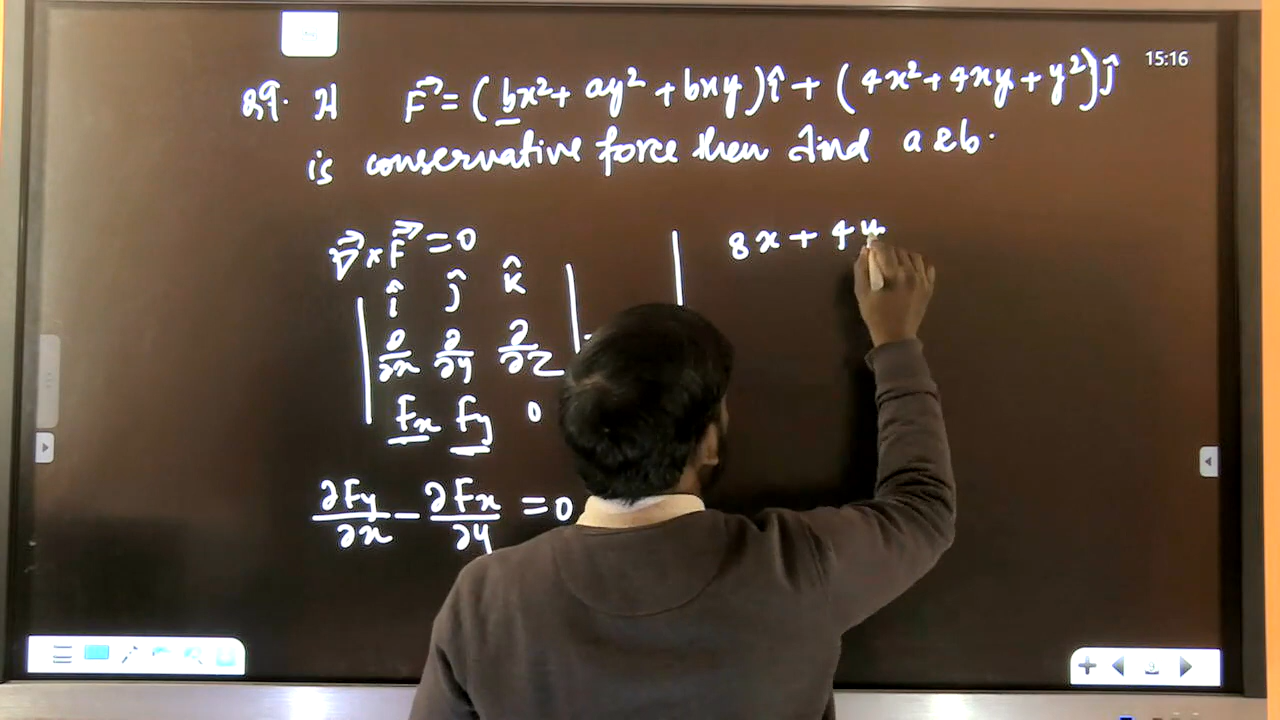 15:16
Q9. If F⃗ = (bx² + ay² + bxy)î + (4x² + 4xy + y²)ĵ
is conservative force then find a & b.
∇⃗ × F⃗ = 0
î ĵ k̂
∂/∂x ∂/∂y ∂/∂z
Fx Fy 0
∂Fy/∂x − ∂Fx/∂y = 0
8x + 4y